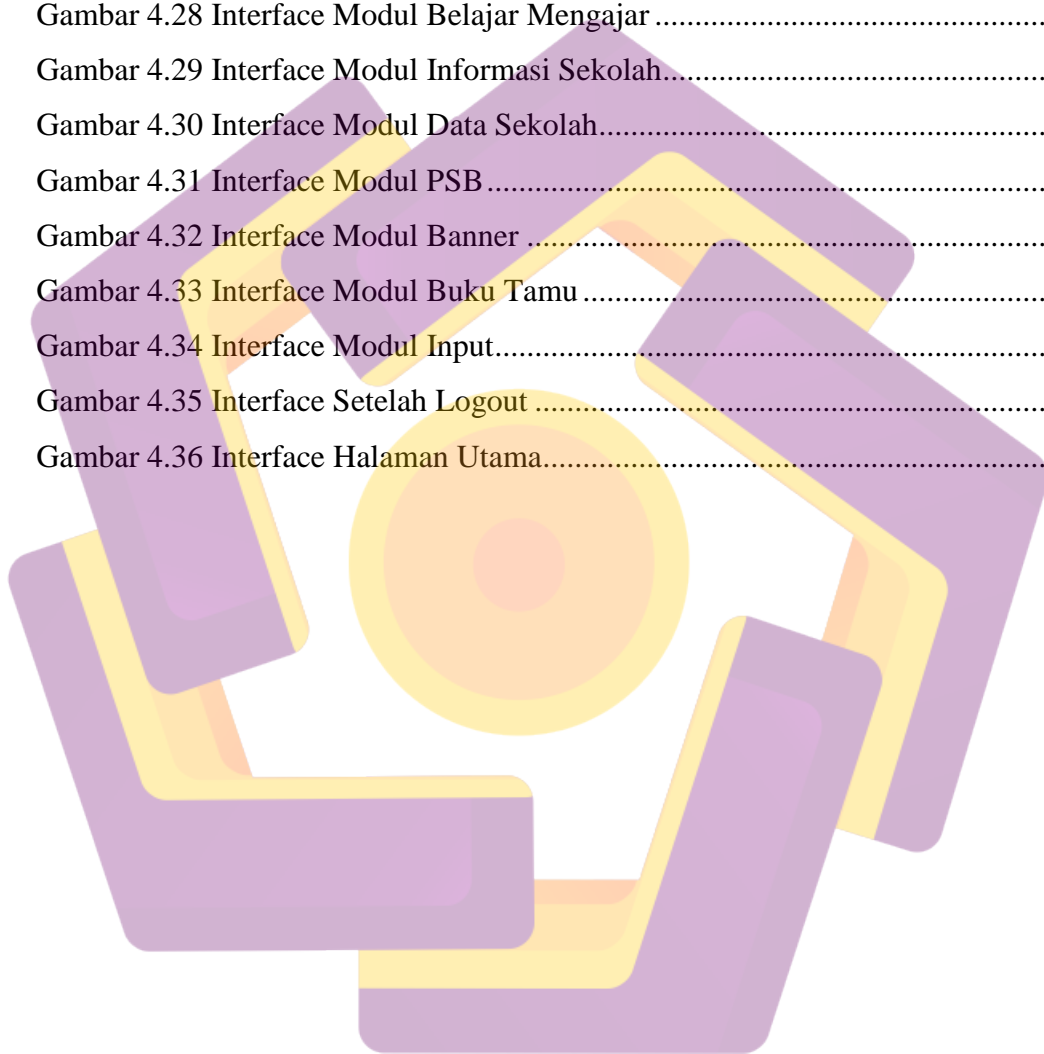 Gambar 4.28 Interface Modul Belajar Mengajar ................................................
Gambar 4.29 Interface Modul Informasi Sekolah...............................................
Gambar 4.30 Interface Modul Data Sekolah.......................................................
Gambar 4.31 Interface Modul PSB.....................................................................
Gambar 4.32 Interface Modul Banner ................................................................
Gambar 4.33 Interface Modul Buku Tamu .........................................................
Gambar 4.34 Interface Modul Input....................................................................
Gambar 4.35 Interface Setelah Logout ...............................................................
Gambar 4.36 Interface Halaman Utama..............................................................